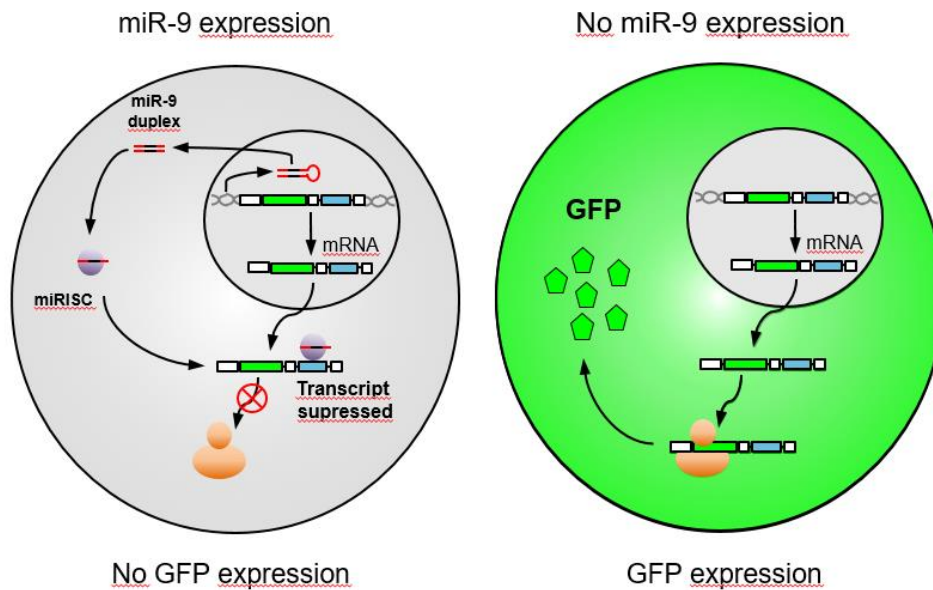 miR-9 expression
No miR-9 expression
miR-9
duplex
mRNA
miRISC
Transcript
supressed
GFP
mRNA
No GFP expression
GFP expression